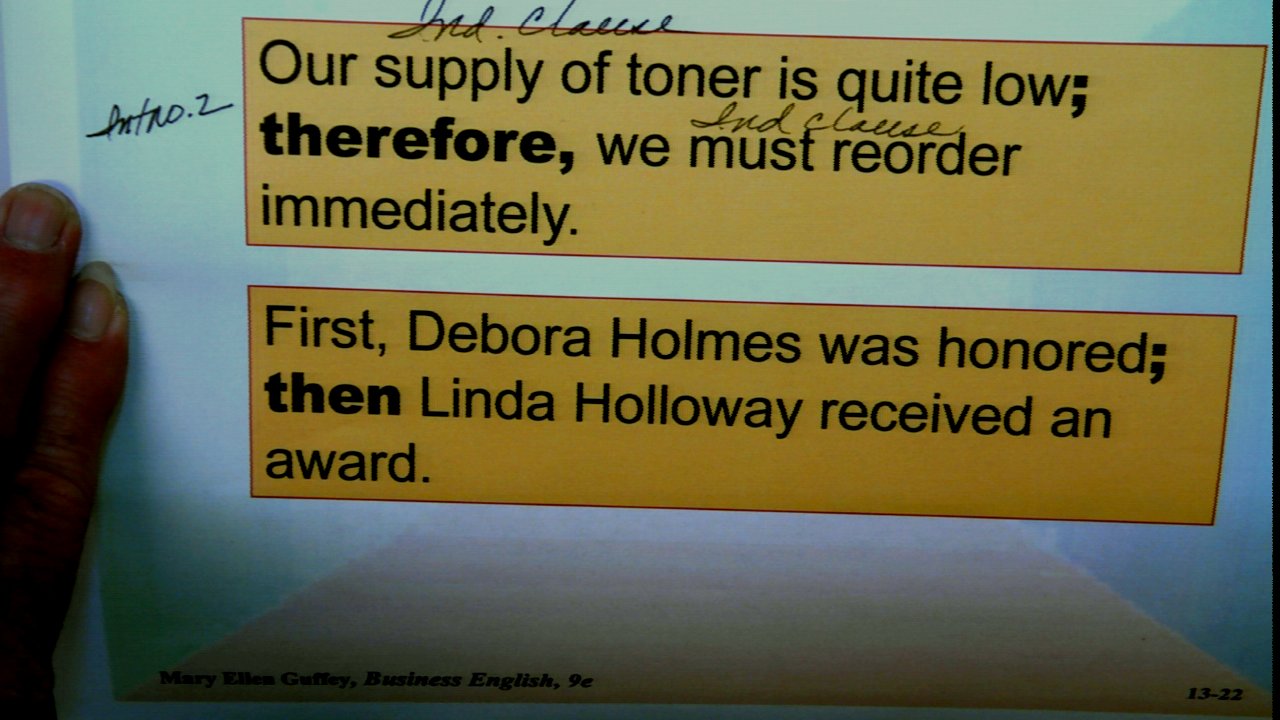 Ind. Clause
Our supply of toner is quite low;
Intro. 2
Ind clause
therefore, we must reorder
immediately.
First, Debora Holmes was honored;
then Linda Holloway received an
award.
Mary Ellen Guffey, Business English, 9e
13-22